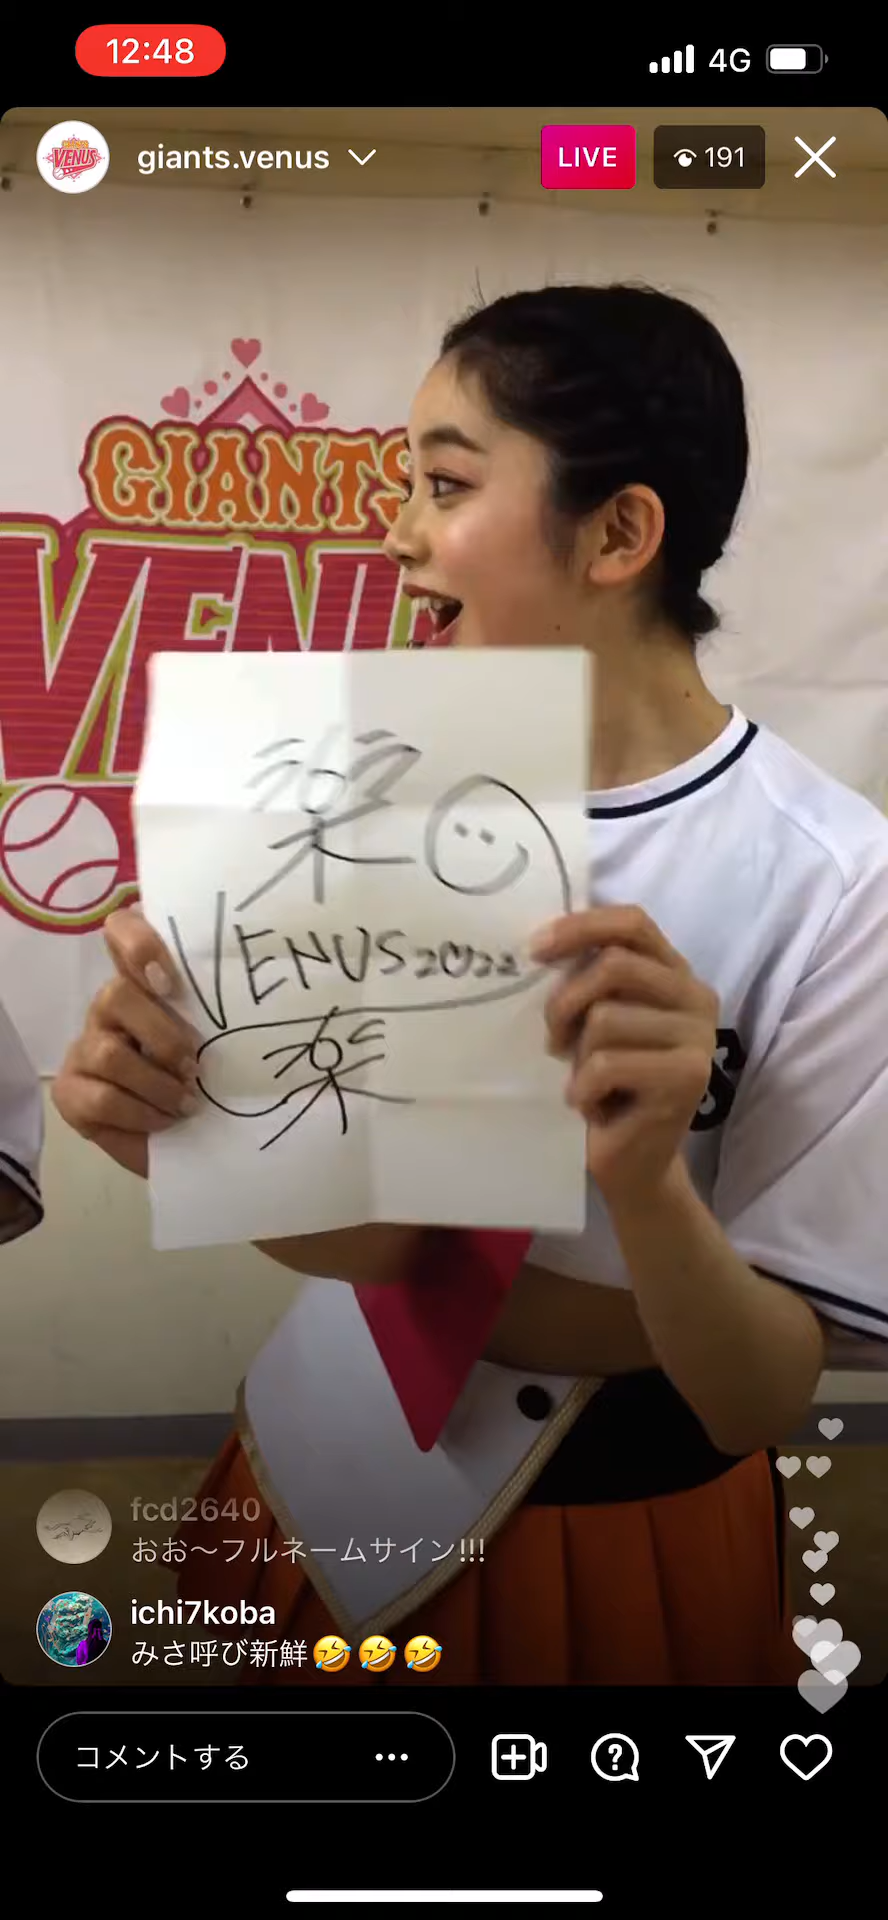 12:48
4G
giants.venus
LIVE
191
GIANTS
VENU
楽
VENUS2022
楽
S
fcd2640
おお〜フルネームサイン!!!
ichi7koba
みさ呼び新鮮🤣🤣🤣
コメントする